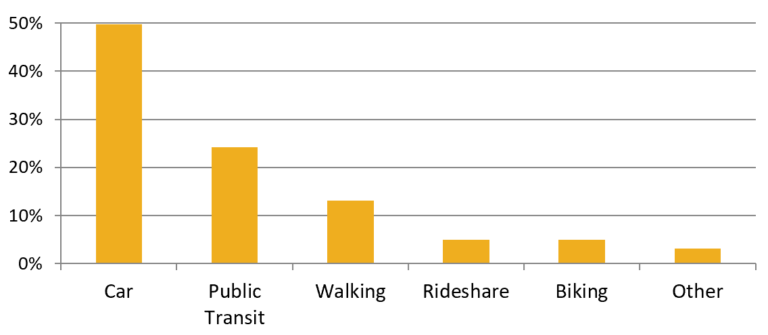 50%
40%
30%
20%
10%
0%
Car
Public
Transit
Walking
Rideshare
Biking
Other